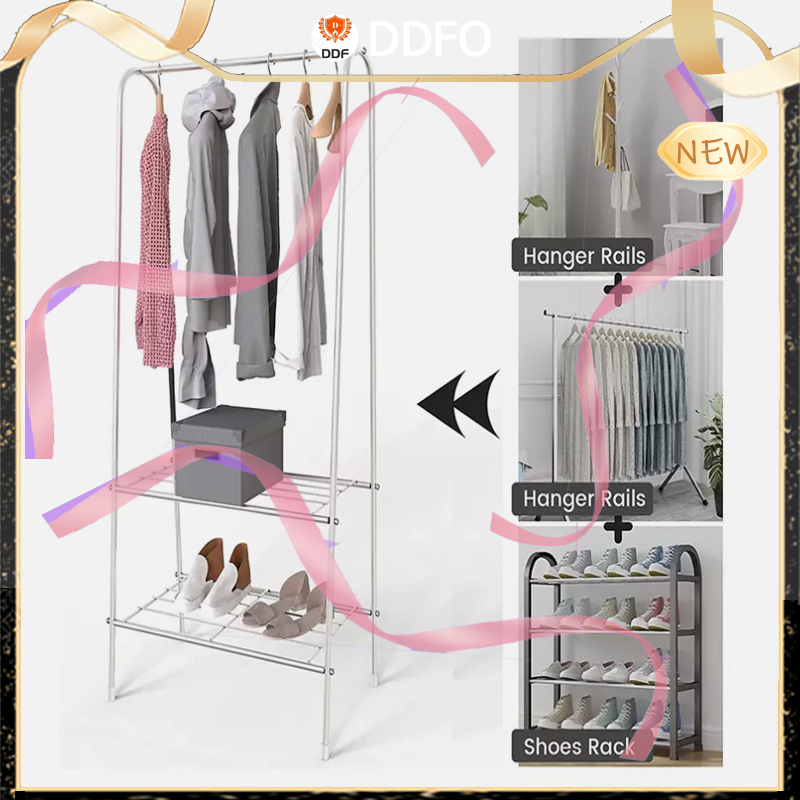 D
DDF
DDFO
NEW
Hanger Rails
+
Hanger Rails
+
Shoes Rack